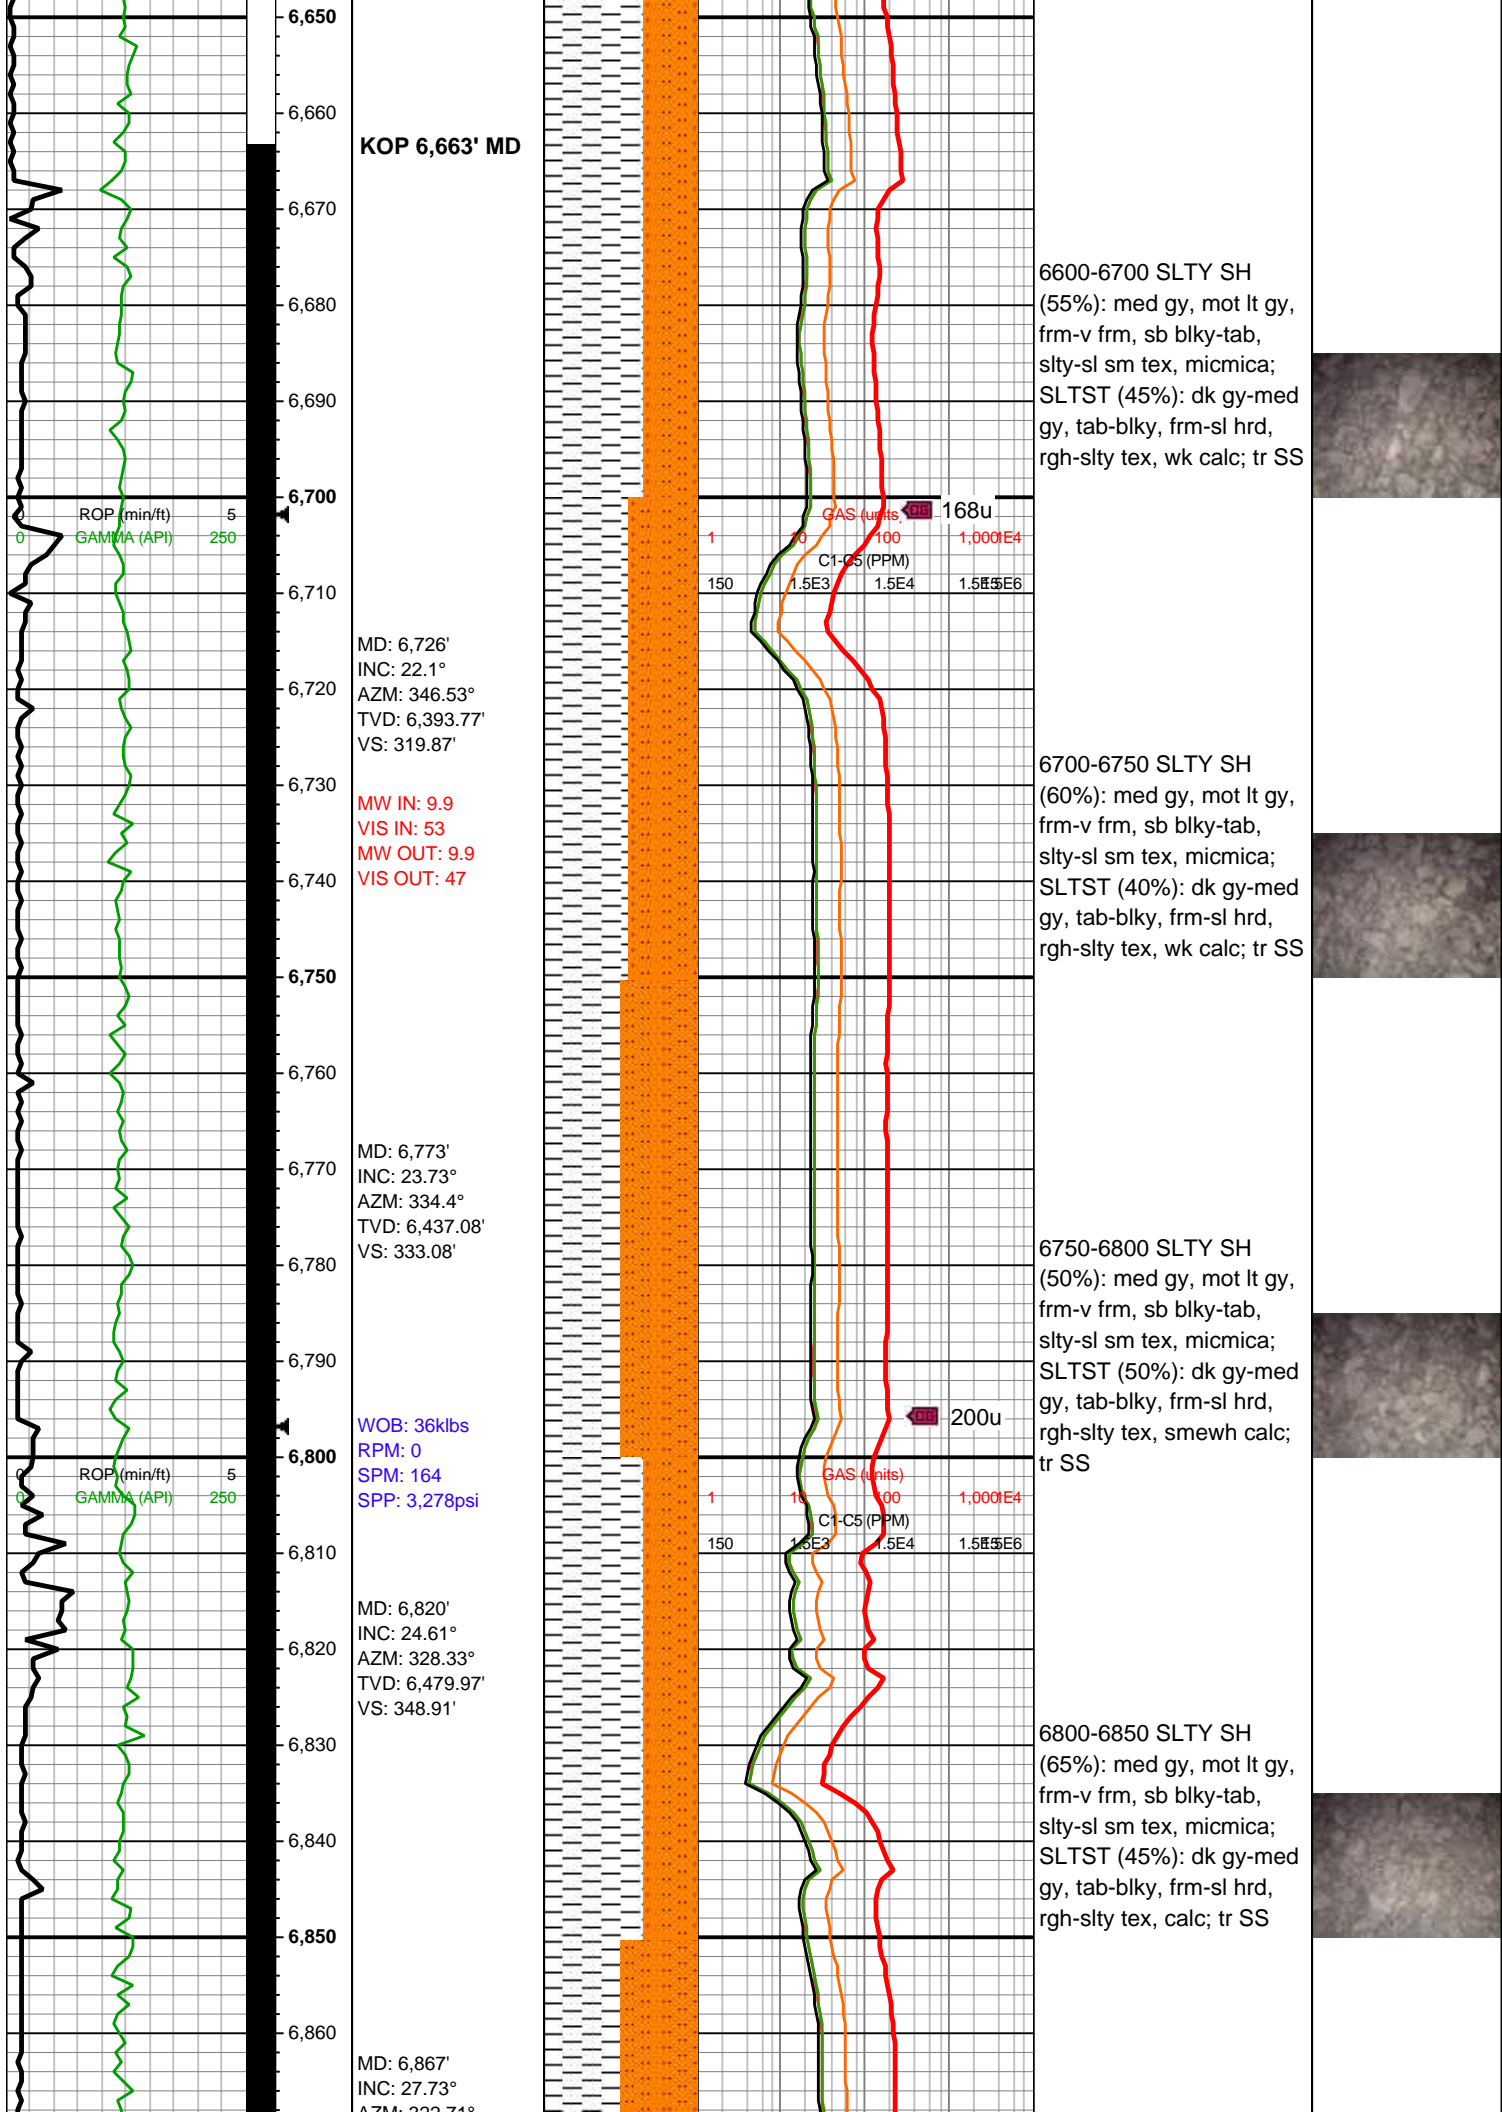 6,650
6,660
KOP 6,663' MD
6,670
6600-6700 SLTY SH
(55%): med gy, mot lt gy,
frm-v frm, sb blky-tab,
slty-sl sm tex, micmica;
SLTST (45%): dk gy-med
gy, tab-blky, frm-sl hrd,
rgh-slty tex, wk calc; tr SS
6,680
6,690
6,700
0 ROP (min/ft) 5
0 GAMMA (API) 250
DG 168u
GAS (units)
1 10 100 1,000 1E4
C1-C5 (PPM)
150 1.5E3 1.5E4 1.5E5 1.5E6
6,710
MD: 6,726'
INC: 22.1°
AZM: 346.53°
TVD: 6,393.77'
VS: 319.87'
6,720
6,730
MW IN: 9.9
VIS IN: 53
MW OUT: 9.9
VIS OUT: 47
6700-6750 SLTY SH
(60%): med gy, mot lt gy,
frm-v frm, sb blky-tab,
slty-sl sm tex, micmica;
SLTST (40%): dk gy-med
gy, tab-blky, frm-sl hrd,
rgh-slty tex, wk calc; tr SS
6,740
6,750
6,760
6,770
MD: 6,773'
INC: 23.73°
AZM: 334.4°
TVD: 6,437.08'
VS: 333.08'
6,780
6750-6800 SLTY SH
(50%): med gy, mot lt gy,
frm-v frm, sb blky-tab,
slty-sl sm tex, micmica;
SLTST (50%): dk gy-med
gy, tab-blky, frm-sl hrd,
rgh-slty tex, smewh calc;
tr SS
6,790
DG 200u
WOB: 36klbs
RPM: 0
SPM: 164
SPP: 3,278psi
6,800
0 ROP (min/ft) 5
0 GAMMA (API) 250
GAS (units)
1 10 100 1,000 1E4
C1-C5 (PPM)
150 1.5E3 1.5E4 1.5E5 1.5E6
6,810
MD: 6,820'
INC: 24.61°
AZM: 328.33°
TVD: 6,479.97'
VS: 348.91'
6,820
6,830
6800-6850 SLTY SH
(65%): med gy, mot lt gy,
frm-v frm, sb blky-tab,
slty-sl sm tex, micmica;
SLTST (45%): dk gy-med
gy, tab-blky, frm-sl hrd,
rgh-slty tex, calc; tr SS
6,840
6,850
6,860
MD: 6,867'
INC: 27.73°
AZM: 322.71°